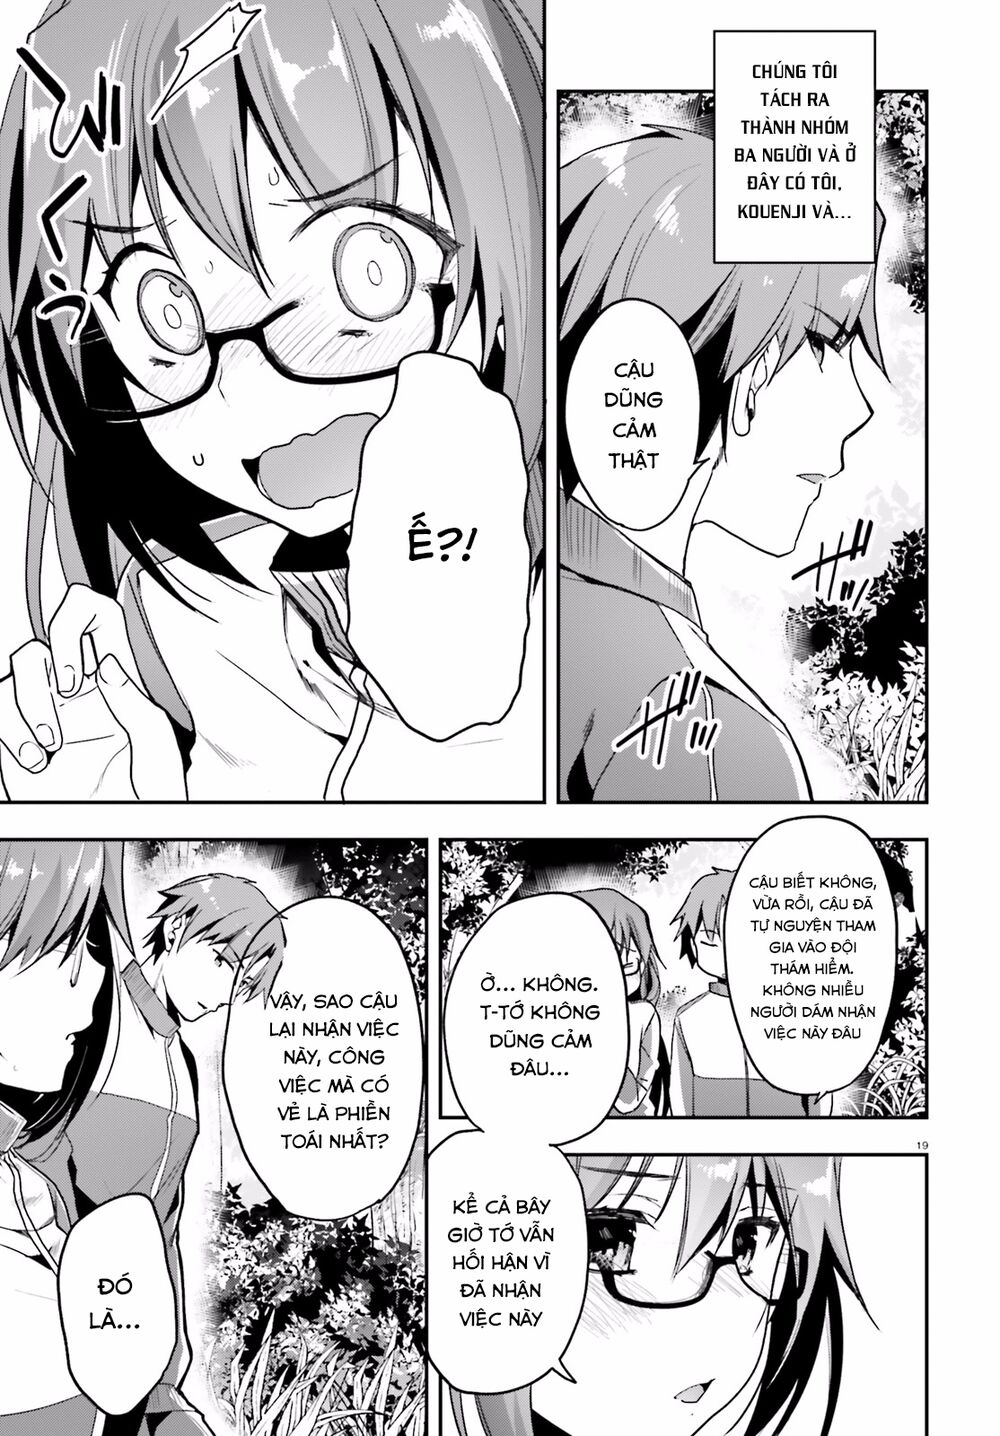 CHÚNG TÔI
TÁCH RA
THÀNH NHÓM
BA NGƯỜI VÀ Ở
ĐÂY CÓ TÔI,
KOUENJI VÀ...
CẬU
DŨNG
CẢM
THẬT
Ế?!
CẬU BIẾT KHÔNG,
VỪA RỒI, CẬU ĐÃ
TỰ NGUYỆN THAM
GIA VÀO ĐỘI
THÁM HIỂM.
KHÔNG NHIỀU
NGƯỜI DÁM NHẬN
VIỆC NÀY ĐÂU
Ờ... KHÔNG.
T-TỚ KHÔNG
DŨNG CẢM
ĐÂU...
19
KỂ CẢ BÂY
GIỜ TỚ VẪN
HỐI HẬN VÌ
ĐÃ NHẬN
VIỆC NÀY
VẬY, SAO CẬU
LẠI NHẬN VIỆC
NÀY, CÔNG
VIỆC MÀ CÓ
VẺ LÀ PHIỀN
TOÁI NHẤT?
ĐÓ
LÀ...